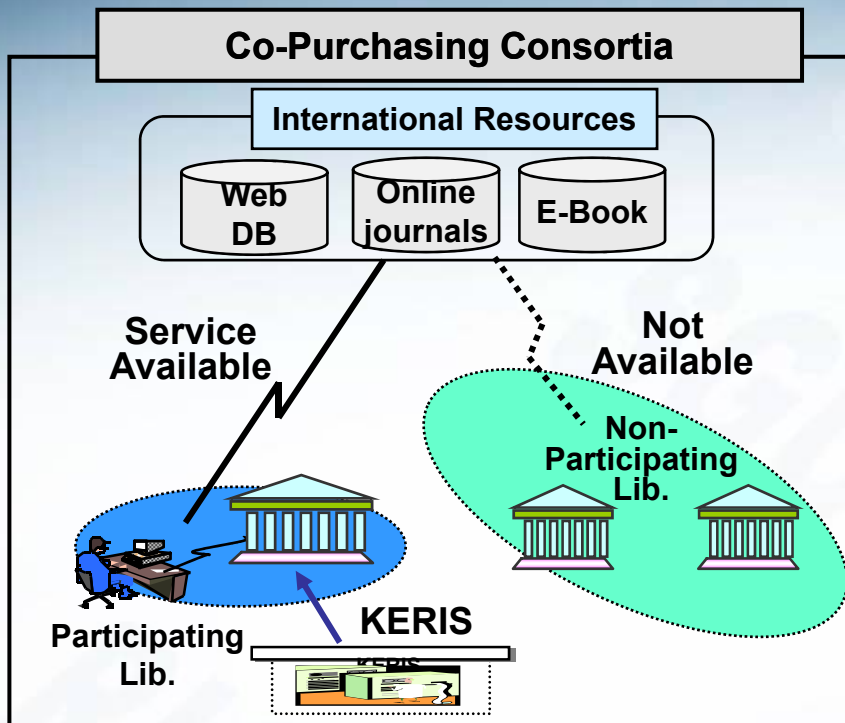 Co-Purchasing Consortia
International Resources
Web
DB
Online
journals
E-Book
Service
Available
Not
Available
Non-
Participating
Lib.
Participating
Lib.
KERIS
KERIS